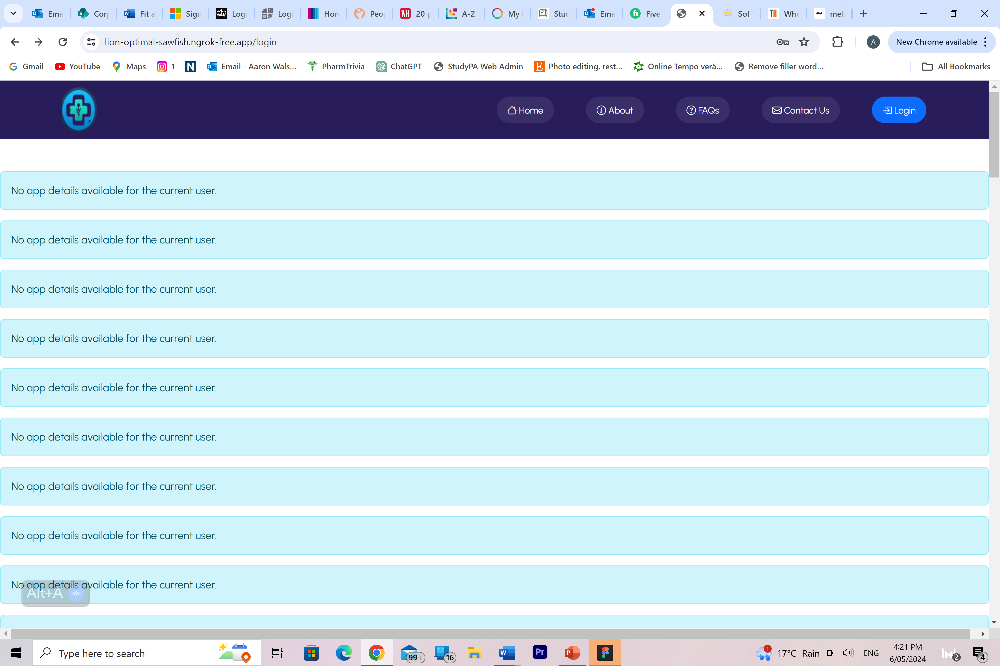 Ema
Cor
Fit a
Sign
Logi
Logi
Hon
Peo
WH
20 p
A-Z
My
Stud
Ema
Five
Sol
TR
Whe
mel
lion-optimal-sawfish.ngrok-free.app/login
A
New Chrome available
Gmail
YouTube
Maps
1
N
Email - Aaron Wals...
PharmTrivia
ChatGPT
StudyPA Web Admin
E
Photo editing, rest...
Online Tempo verä...
Remove filler word...
All Bookmarks
Home
About
FAQs
Contact Us
Login
No app details available for the current user.
No app details available for the current user.
No app details available for the current user.
No app details available for the current user.
No app details available for the current user.
No app details available for the current user.
No app details available for the current user.
No app details available for the current user.
No app details available for the current user.
Alt+A
Type here to search
99+
16
W
Pr
P
1
17°C Rain
ENG
4:21 PM
6/05/2024
2
4